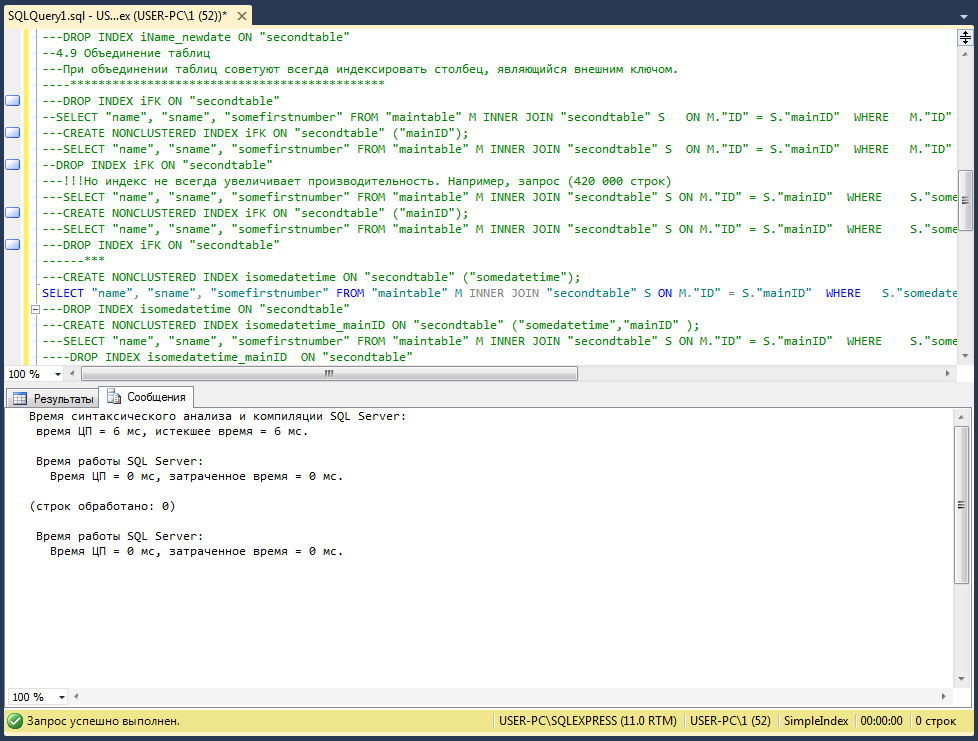 SQLQuery1.sql - US...ex (USER-PC\1 (52))*
---DROP INDEX iName_newdate ON "secondtable"
--4.9 Объединение таблиц
---При объединении таблиц советуют всегда индексировать столбец, являющийся внешним ключом.
----*********************************************
---DROP INDEX iFK ON "secondtable"
--SELECT "name", "sname", "somefirstnumber" FROM "maintable" M INNER JOIN "secondtable" S   ON M."ID" = S."mainID"  WHERE   M."ID"
---CREATE NONCLUSTERED INDEX iFK ON "secondtable" ("mainID");
---SELECT "name", "sname", "somefirstnumber" FROM "maintable" M INNER JOIN "secondtable" S  ON M."ID" = S."mainID"  WHERE   M."ID"
--DROP INDEX iFK ON "secondtable"
---!!!Но индекс не всегда увеличивает производительность. Например, запрос (420 000 строк)
---SELECT "name", "sname", "somefirstnumber" FROM "maintable" M INNER JOIN "secondtable" S ON M."ID" = S."mainID"  WHERE    S."some
---CREATE NONCLUSTERED INDEX iFK ON "secondtable" ("mainID");
---SELECT "name", "sname", "somefirstnumber" FROM "maintable" M INNER JOIN "secondtable" S ON M."ID" = S."mainID"  WHERE    S."some
---DROP INDEX iFK ON "secondtable"
------***
---CREATE NONCLUSTERED INDEX isomedatetime ON "secondtable" ("somedatetime");
SELECT "name", "sname", "somefirstnumber" FROM "maintable" M INNER JOIN "secondtable" S ON M."ID" = S."mainID"  WHERE   S."somedate
---DROP INDEX isomedatetime ON "secondtable"
---CREATE NONCLUSTERED INDEX isomedatetime_mainID ON "secondtable" ("somedatetime","mainID" );
---SELECT "name", "sname", "somefirstnumber" FROM "maintable" M INNER JOIN "secondtable" S ON M."ID" = S."mainID"  WHERE    S."some
----DROP INDEX isomedatetime_mainID  ON "secondtable"
100 %
Результаты Сообщения
Время синтаксического анализа и компиляции SQL Server:
время ЦП = 6 мс, истекшее время = 6 мс.
Время работы SQL Server:
Время ЦП = 0 мс, затраченное время = 0 мс.
(строк обработано: 0)
Время работы SQL Server:
Время ЦП = 0 мс, затраченное время = 0 мс.
100 %
Запрос успешно выполнен. USER-PC\SQLEXPRESS (11.0 RTM) USER-PC\1 (52) SimpleIndex 00:00:00 0 строк